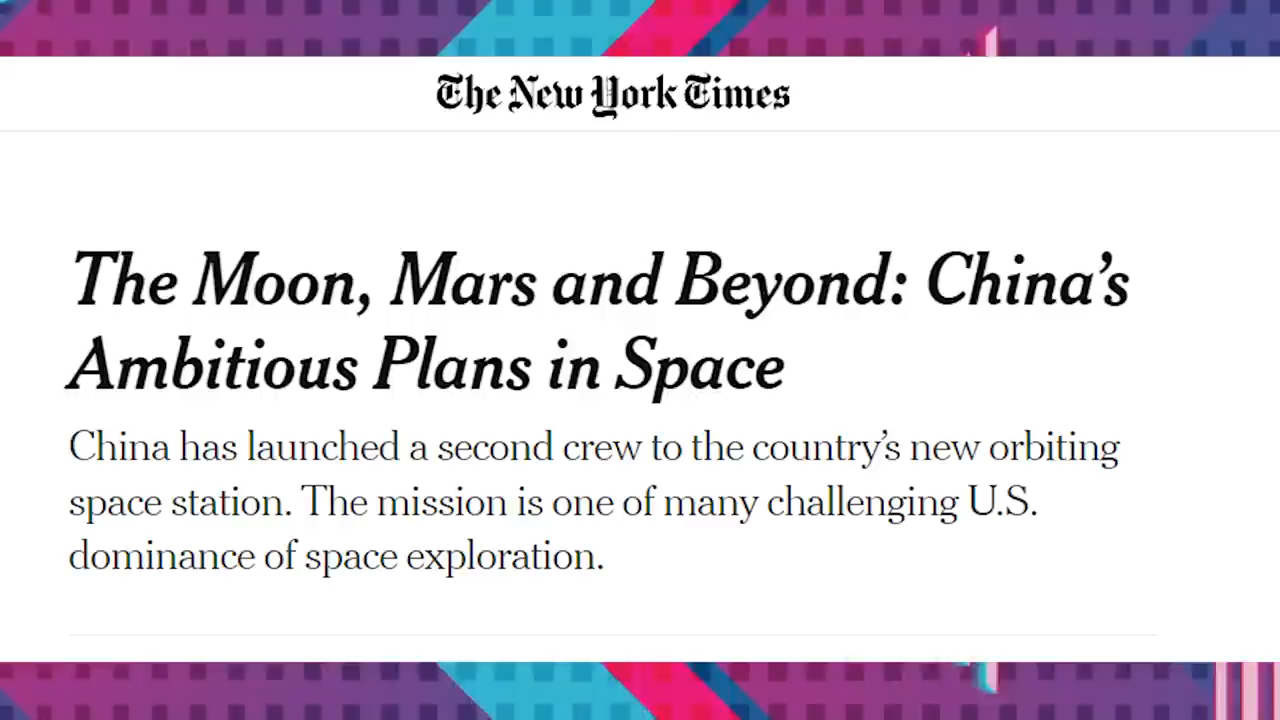 The New York Times
The Moon, Mars and Beyond: China’s
Ambitious Plans in Space
China has launched a second crew to the country’s new orbiting
space station. The mission is one of many challenging U.S.
dominance of space exploration.